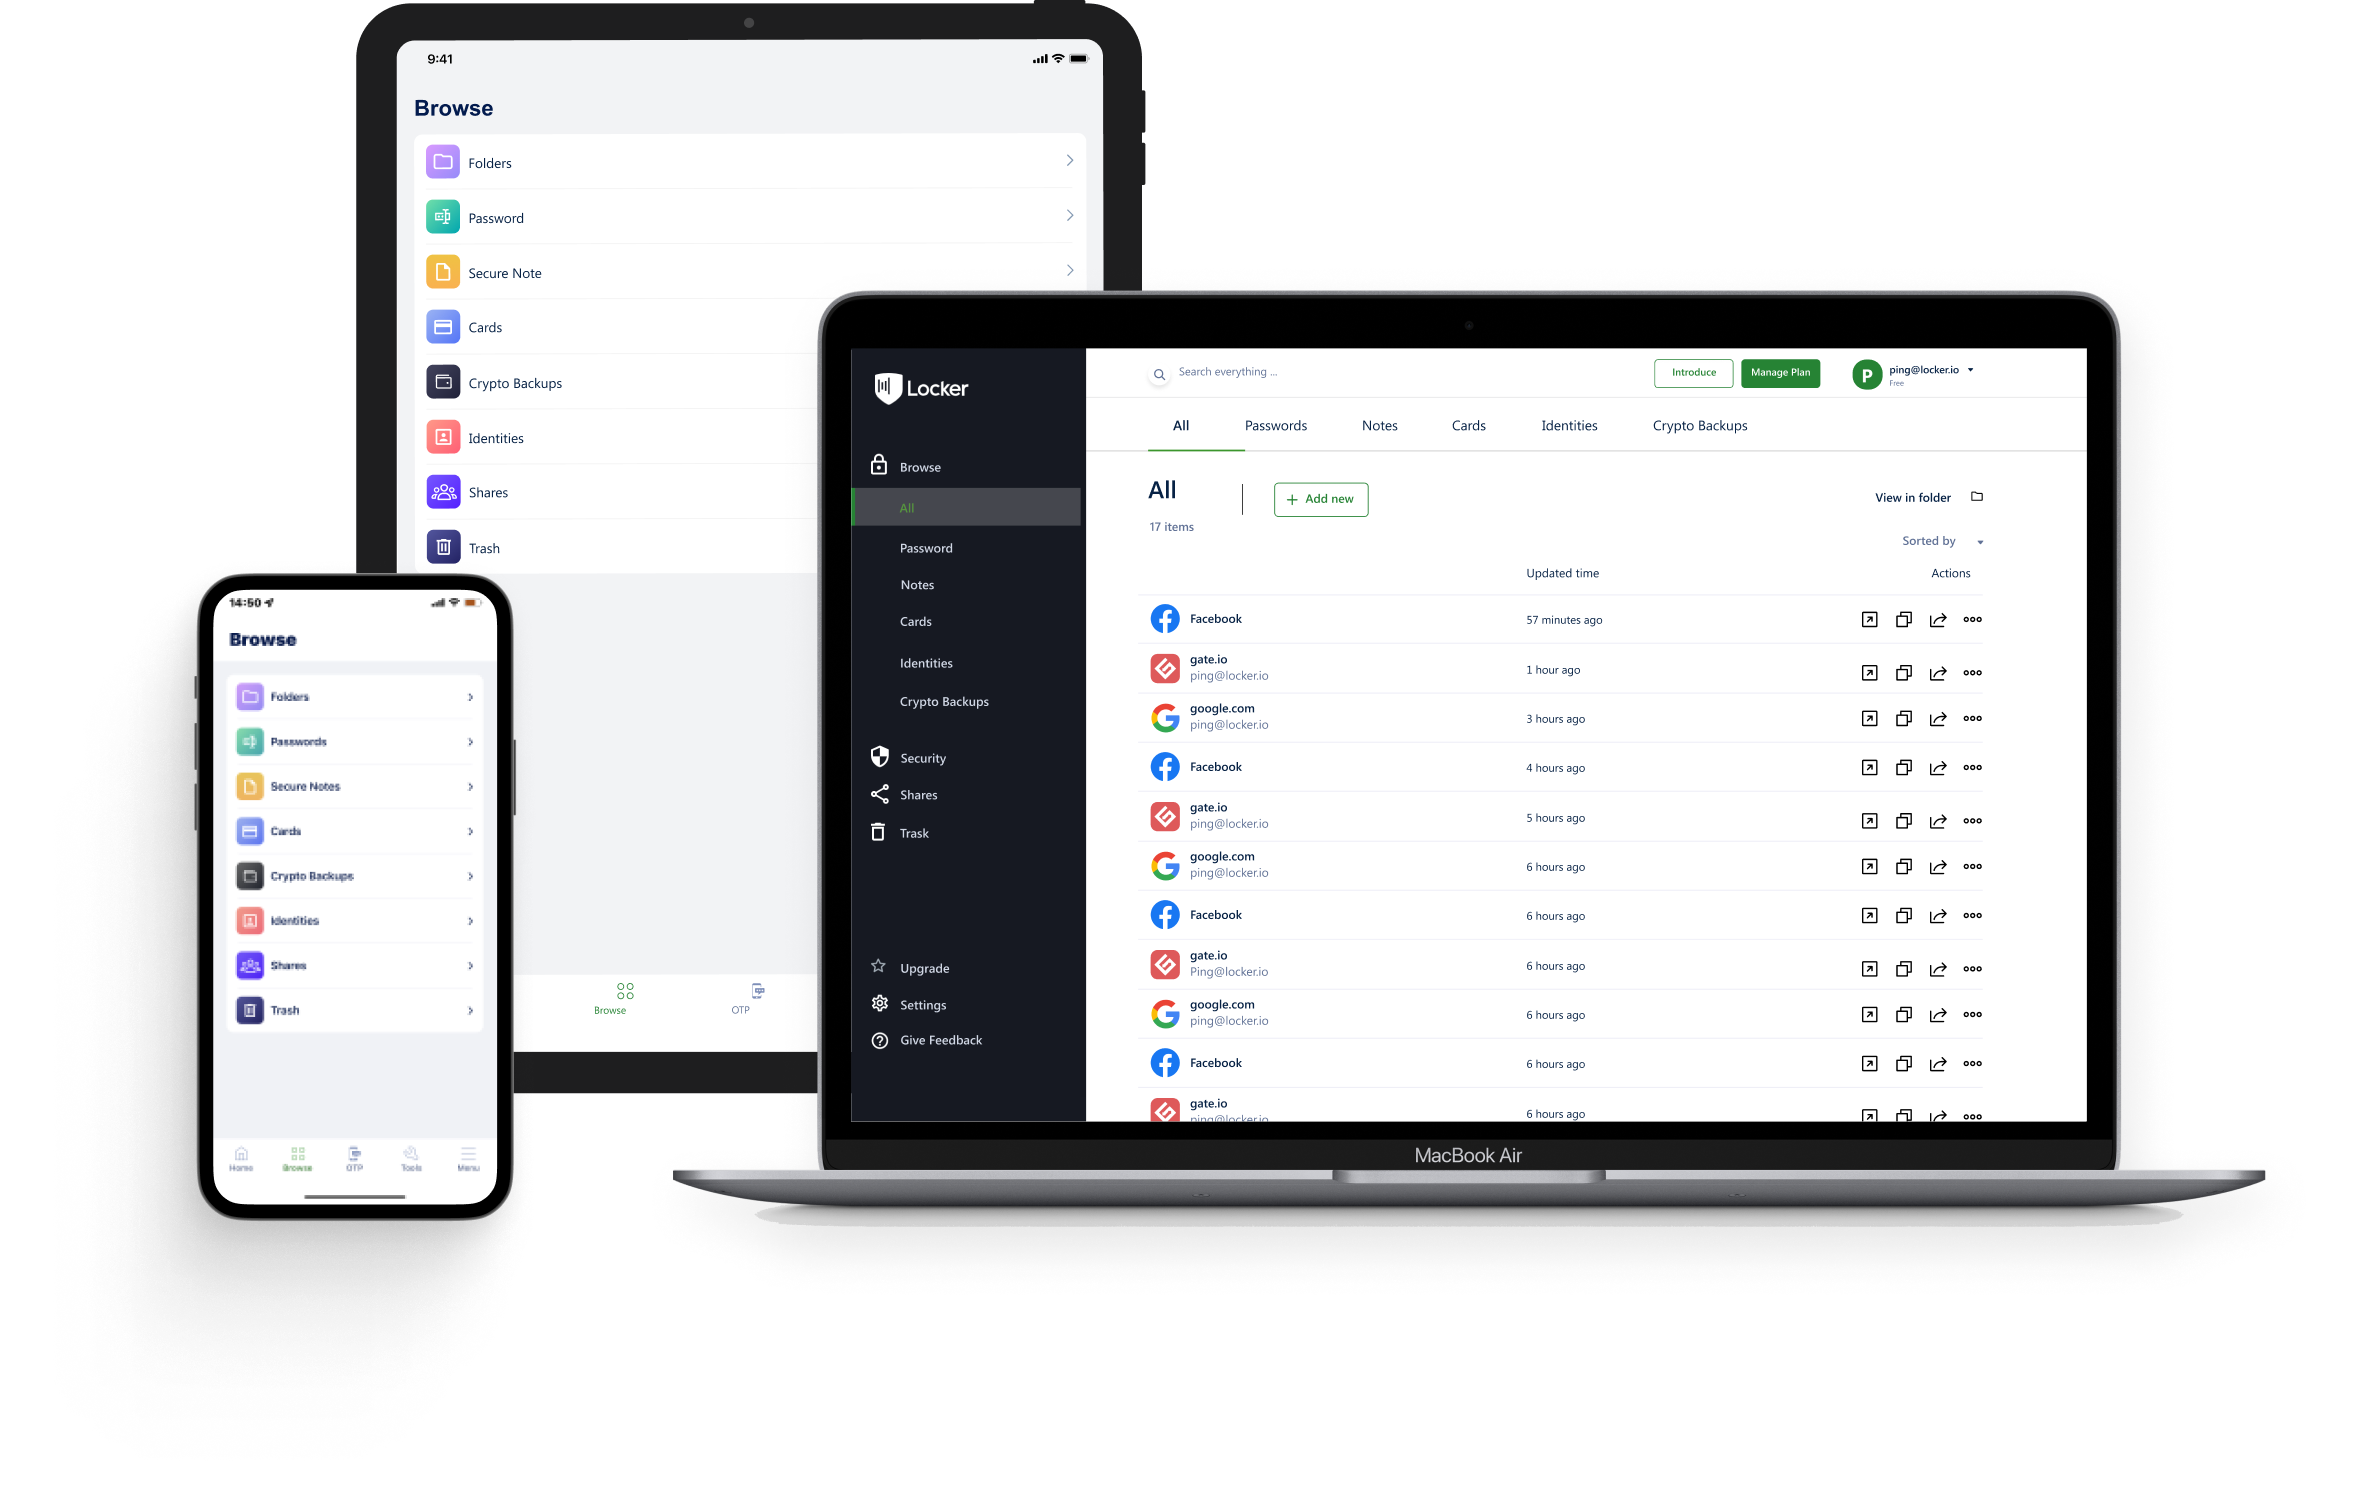 9:41
Browse
Folders
Password
Secure Note
Cards
Crypto Backups
Identities
Shares
Trash
Browse
OTP
14:50
Browse
Folders
Passwords
Secure Notes
Cards
Crypto Backups
Identities
Shares
Trash
Home Browse OTP Tools Menu
Locker
Browse
All
Password
Notes
Cards
Identities
Crypto Backups
Security
Shares
Trask
Upgrade
Settings
Give Feedback
Search everything ...
Introduce
Manage Plan
P
ping@locker.io
Free
All Passwords Notes Cards Identities Crypto Backups
All
+ Add new
View in folder
17 items
Sorted by
Updated time Actions
Facebook 57 minutes ago
gate.io
ping@locker.io
1 hour ago
google.com
ping@locker.io
3 hours ago
Facebook 4 hours ago
gate.io
ping@locker.io
5 hours ago
google.com
ping@locker.io
6 hours ago
Facebook 6 hours ago
gate.io
Ping@locker.io
6 hours ago
google.com
ping@locker.io
6 hours ago
Facebook 6 hours ago
gate.io
ping@locker.io
6 hours ago
MacBook Air